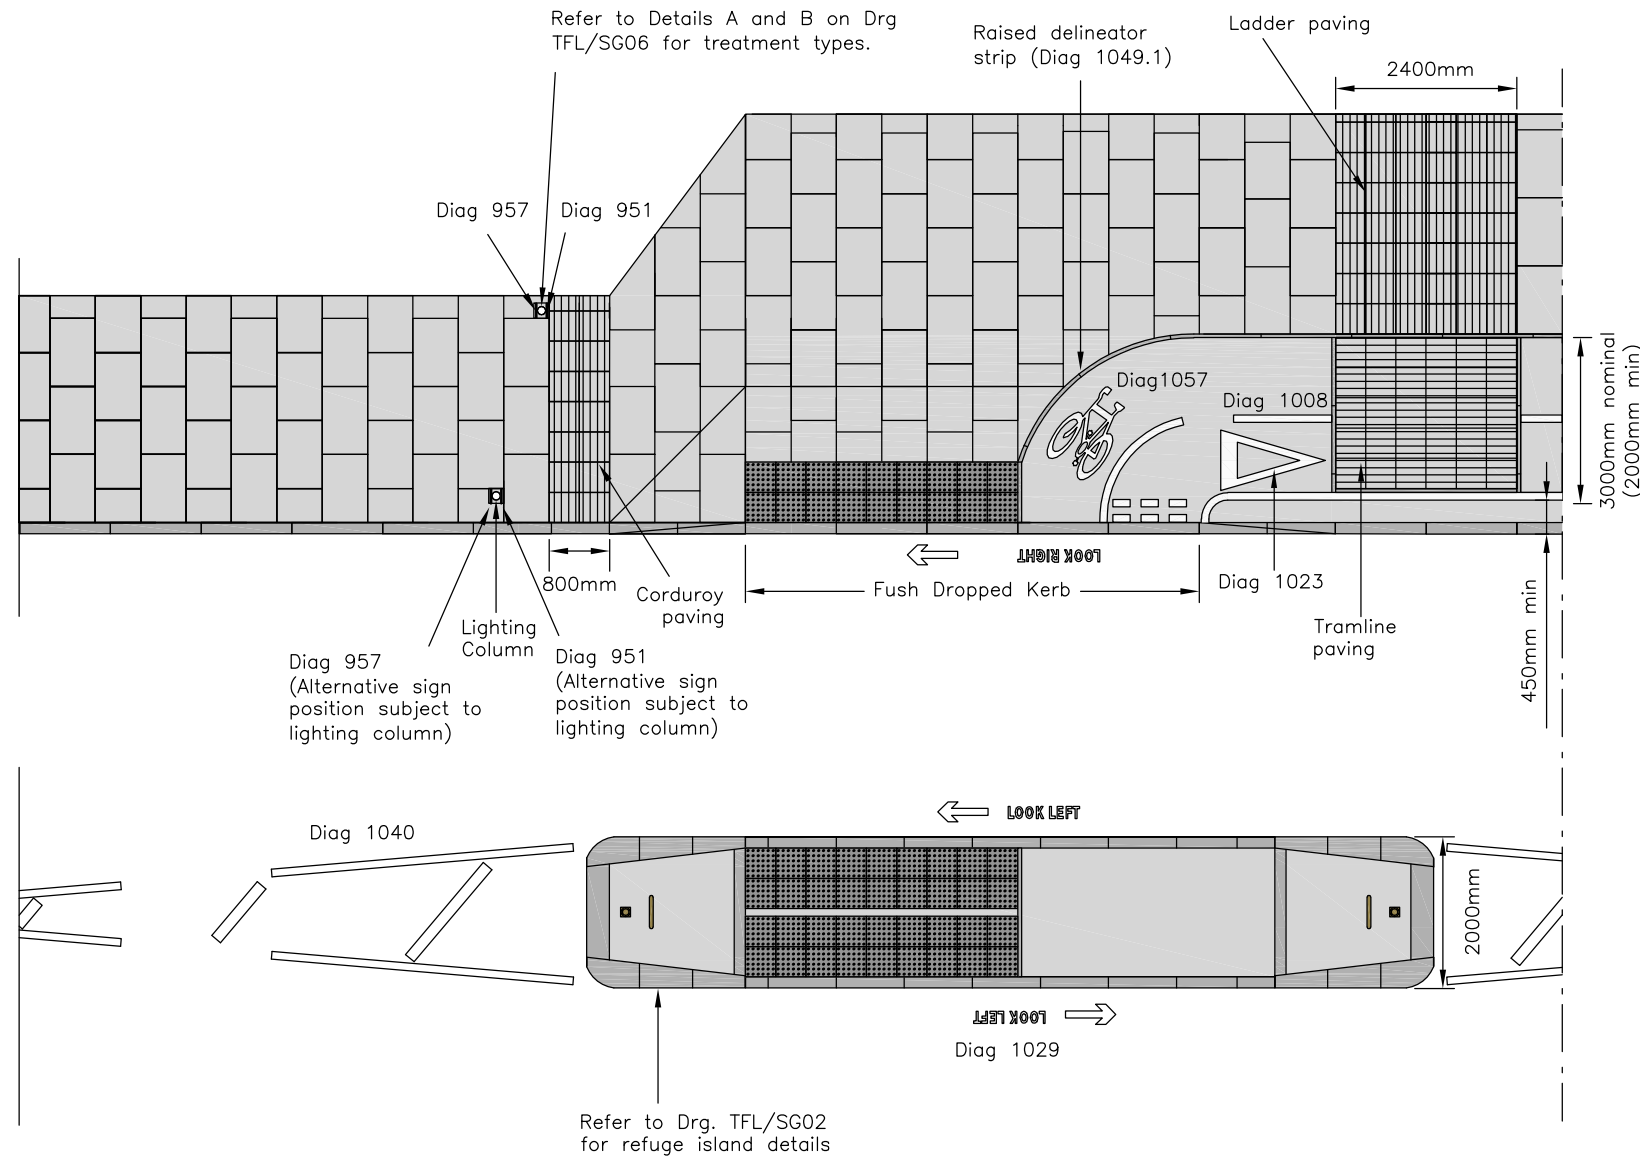 Refer to Details A and B on Drg
TFL/SG06 for treatment types.
Raised delineator
strip (Diag 1049.1)
Ladder paving
2400mm
Diag 957
Diag 951
Diag1057
Diag 1008
3000mm nominal
(2000mm min)
LOOK RIGHT
800mm
Corduroy
paving
Fush Dropped Kerb
Diag 1023
Lighting
Column
Tramline
paving
450mm min
Diag 957
(Alternative sign
position subject to
lighting column)
Diag 951
(Alternative sign
position subject to
lighting column)
LOOK LEFT
Diag 1040
2000mm
LOOK LEFT
Diag 1029
Refer to Drg. TFL/SG02
for refuge island details